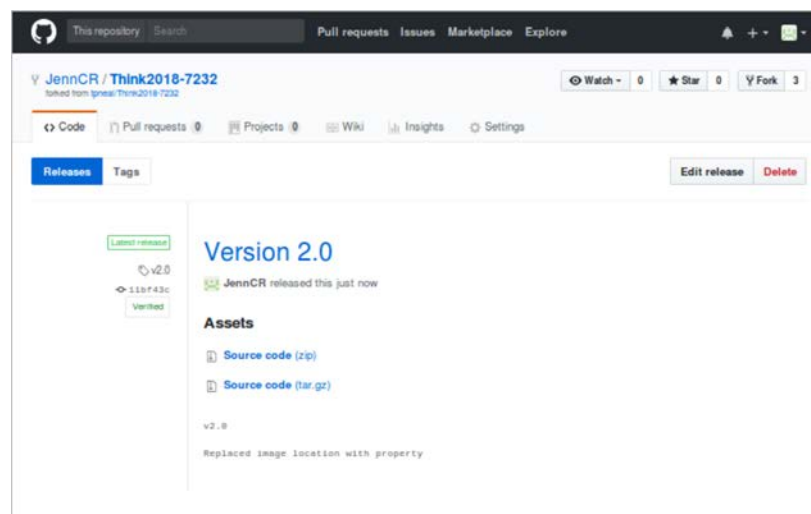 This repository Search Pull requests Issues Marketplace Explore
JennCR / Think2018-7232 Watch 0 Star 0 Fork 3
forked from tpneal/Think2018-7232
Code Pull requests 0 Projects 0 Wiki Insights Settings
Releases Tags Edit release Delete
Latest release
v2.0
11bf43c
Verified
Version 2.0
JennCR released this just now
Assets
Source code (zip)
Source code (tar.gz)
v2.0
Replaced image location with property